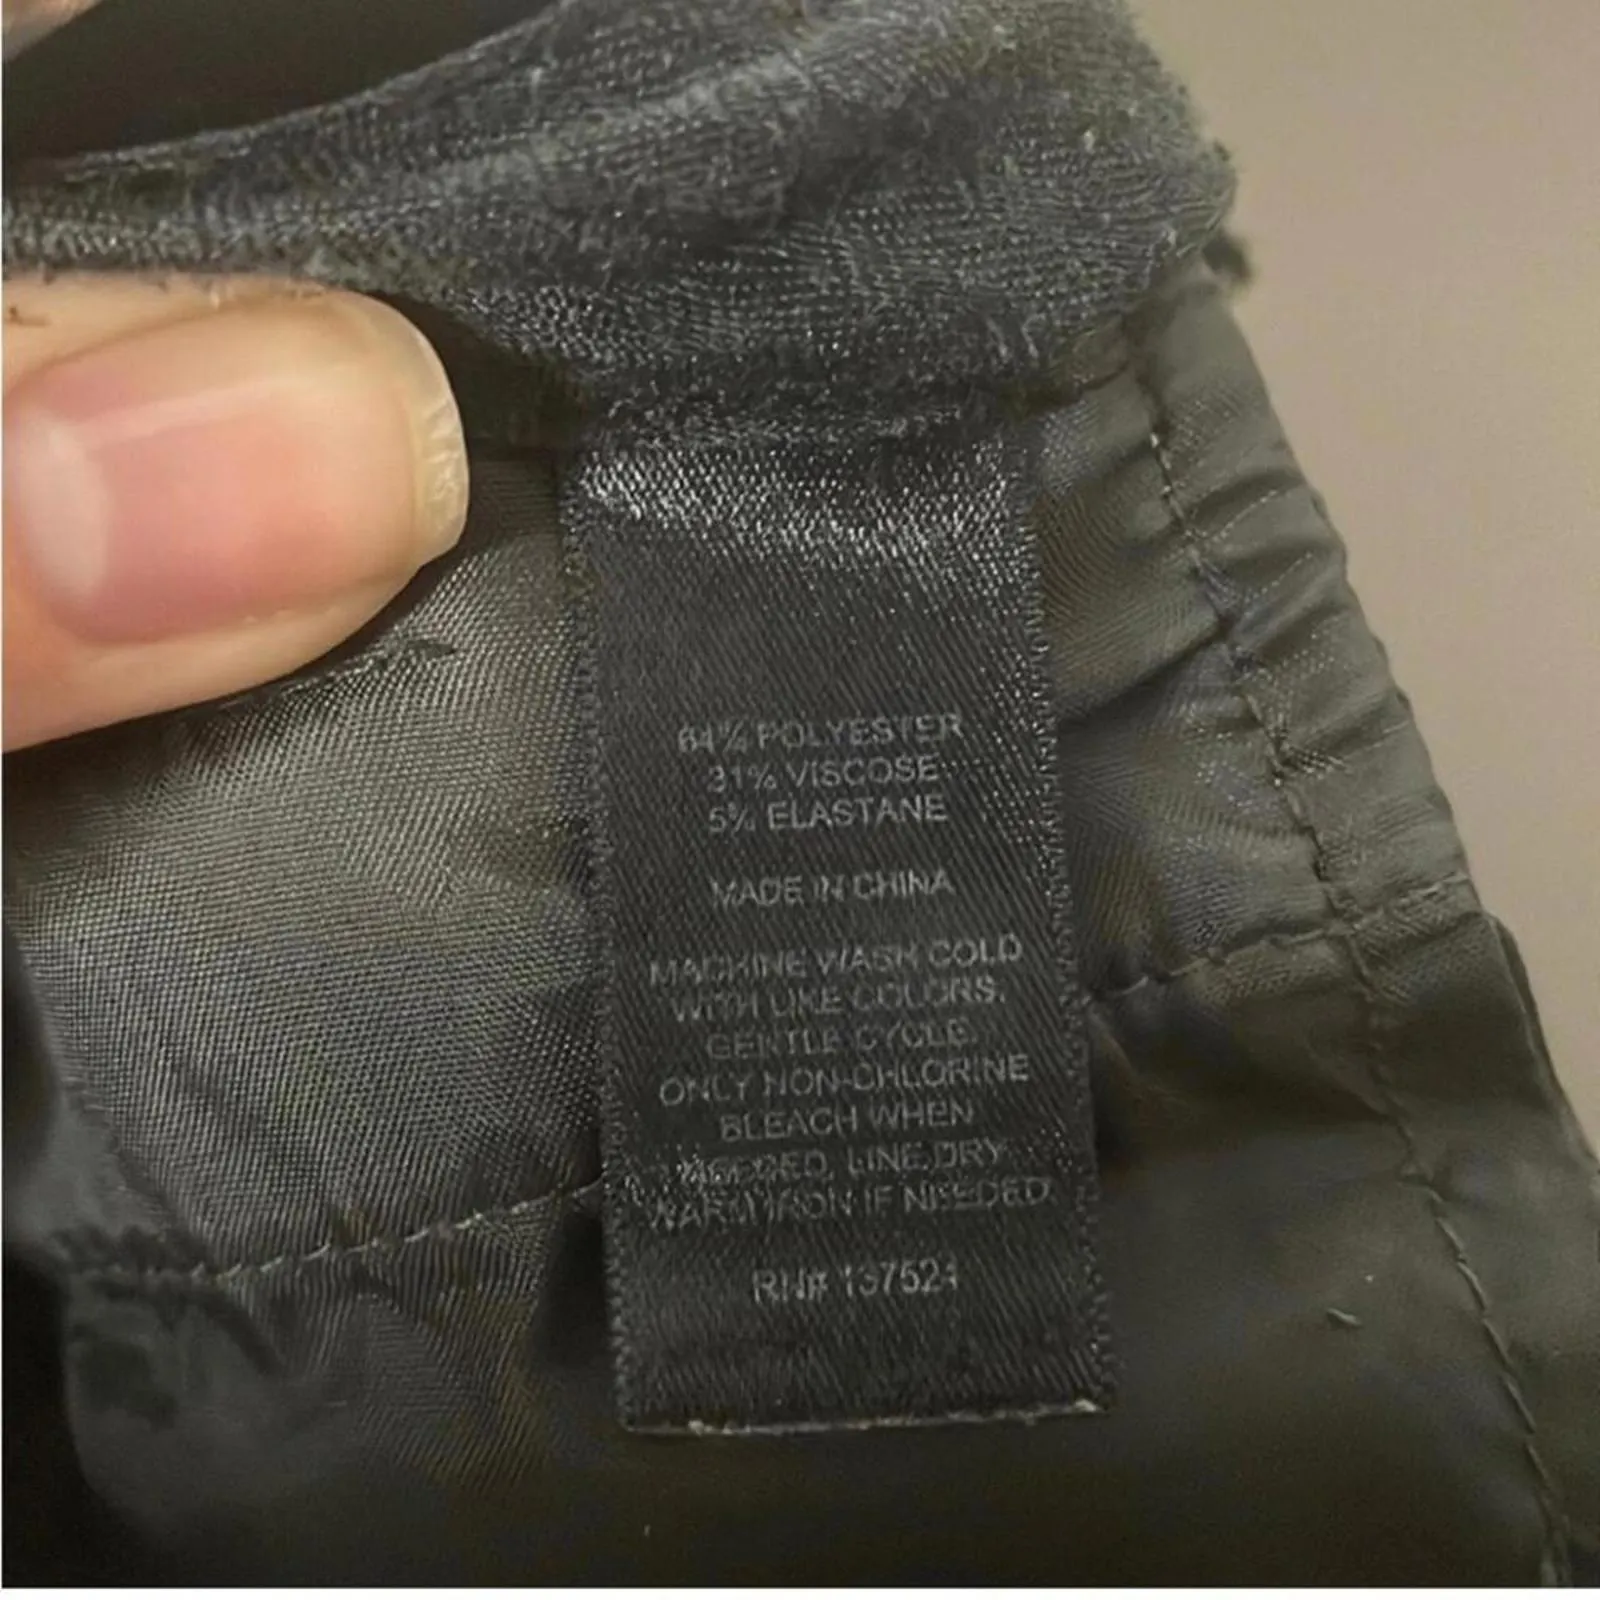 64% POLYESTER
31% VISCOSE
5% ELASTANE
MADE IN CHINA
MACHINE WASH COLD
WITH LIKE COLORS.
GENTLE CYCLE.
ONLY NON-CHLORINE
BLEACH WHEN
NEEDED. LINE DRY.
WARM IRON IF NEEDED
RN# 137521